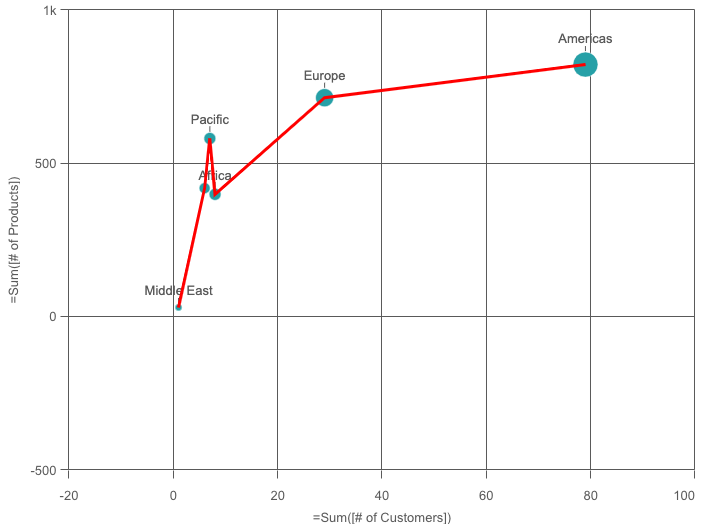 1k
Americas
Europe
Pacific
500
Africa
Middle East
0
-500
-20
0
20
40
60
80
100
=Sum([# of Customers])
=Sum([# of Products])